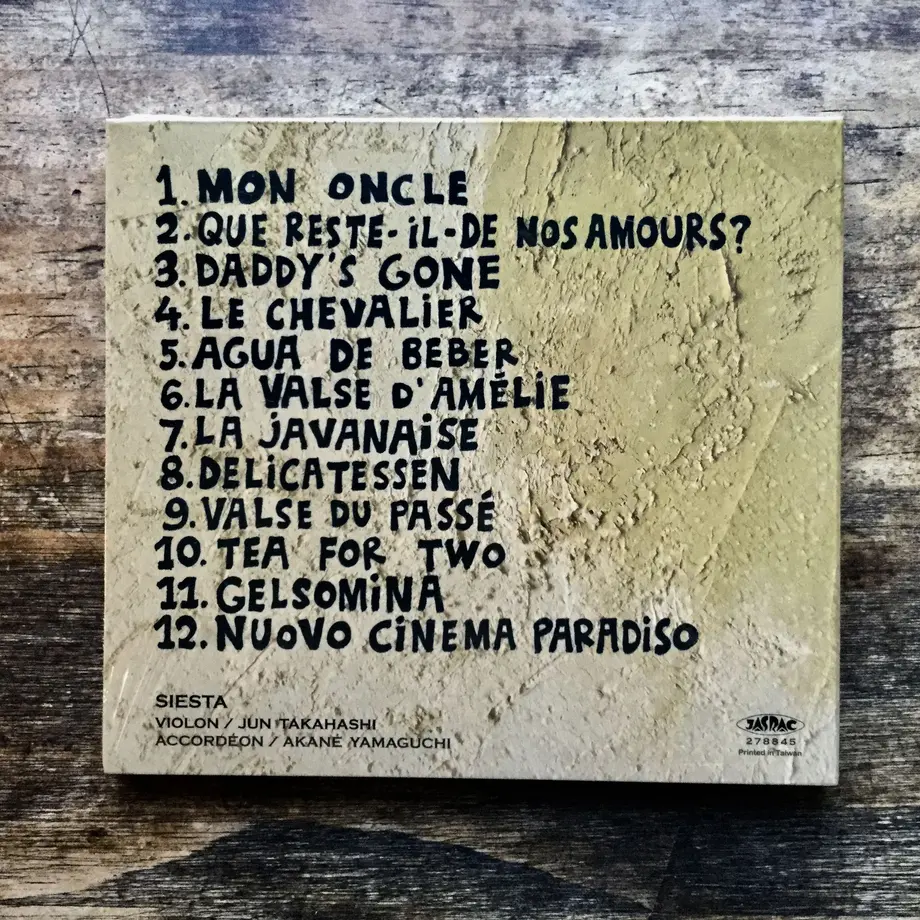 1. MON ONCLE
2. QUE RESTE-iL-DE NOS AMOURS?
3. DADDY'S GONE
4. LE CHEVALiER
5. AGUA DE BEBER
6. LA VALSE D'AMÉLiE
7. LA JAVANAiSE
8. DELiCATESSEN
9. VALSE DU PASSÉ
10. TEA FOR TWO
11. GELSOMiNA
12. NUOVO CiNEMA PARADiSO
SIESTA
VIOLON / JUN TAKAHASHI
ACCORDÉON / AKANÉ YAMAGUCHI
JASRAC
278845
Printed in Taiwan